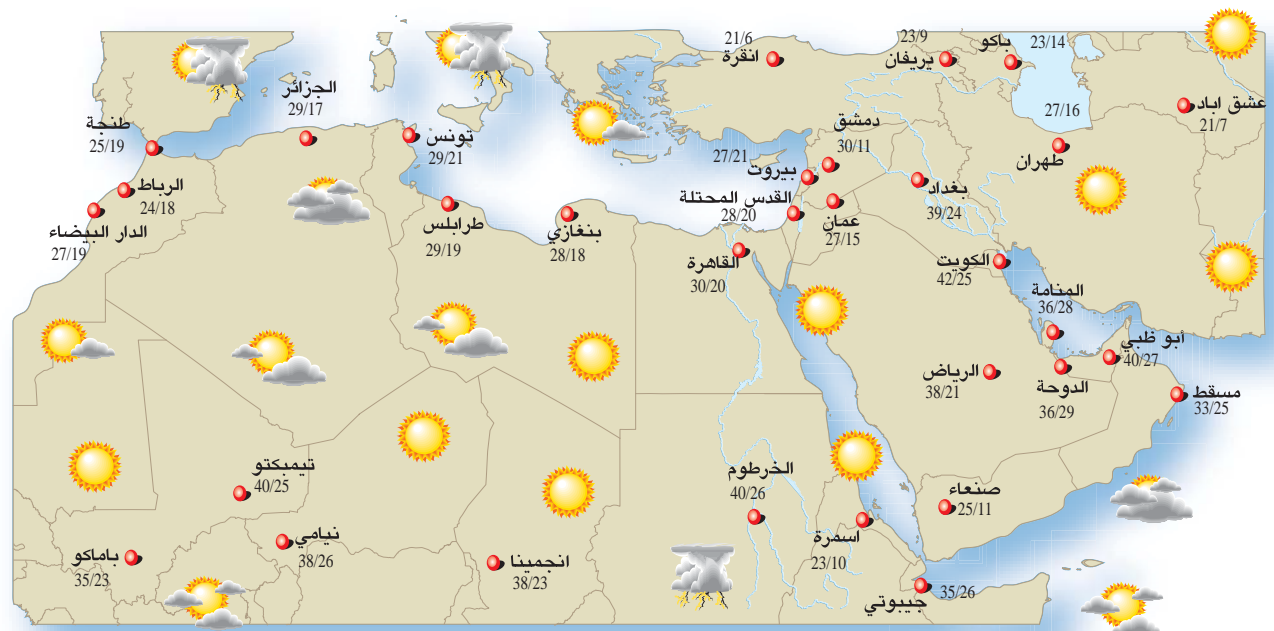 21/6
انقرة
23/9
يريفان
باكو
23/14
عشق اباد
21/7
27/16
طهران
الجزائر
29/17
طنجة
25/19
تونس
29/21
دمشق
30/11
27/21
بيروت
الرباط
24/18
بغداد
39/24
القدس المحتلة
28/20
عمان
27/15
الدار البيضاء
27/19
طرابلس
29/19
بنغازي
28/18
القاهرة
30/20
الكويت
42/25
المنامة
36/28
أبو ظبي
40/27
الرياض
38/21
الدوحة
36/29
مسقط
33/25
تيمبكتو
40/25
الخرطوم
40/26
صنعاء
25/11
نيامي
38/26
اسمرة
23/10
باماكو
35/23
انجمينا
38/23
35/26
جيبوتي